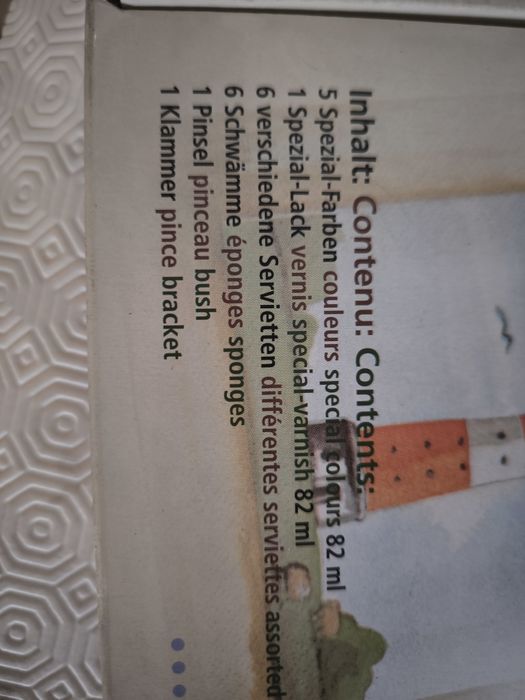 Inhalt: Contenu: Contents:
5 Spezial-Farben couleurs special colours 82 ml
1 Spezial-Lack vernis special-varnish 82 ml
6 verschiedene Servietten différentes serviettes assorted
6 Schwämme éponges sponges
1 Pinsel pinceau bush
1 Klammer pince bracket